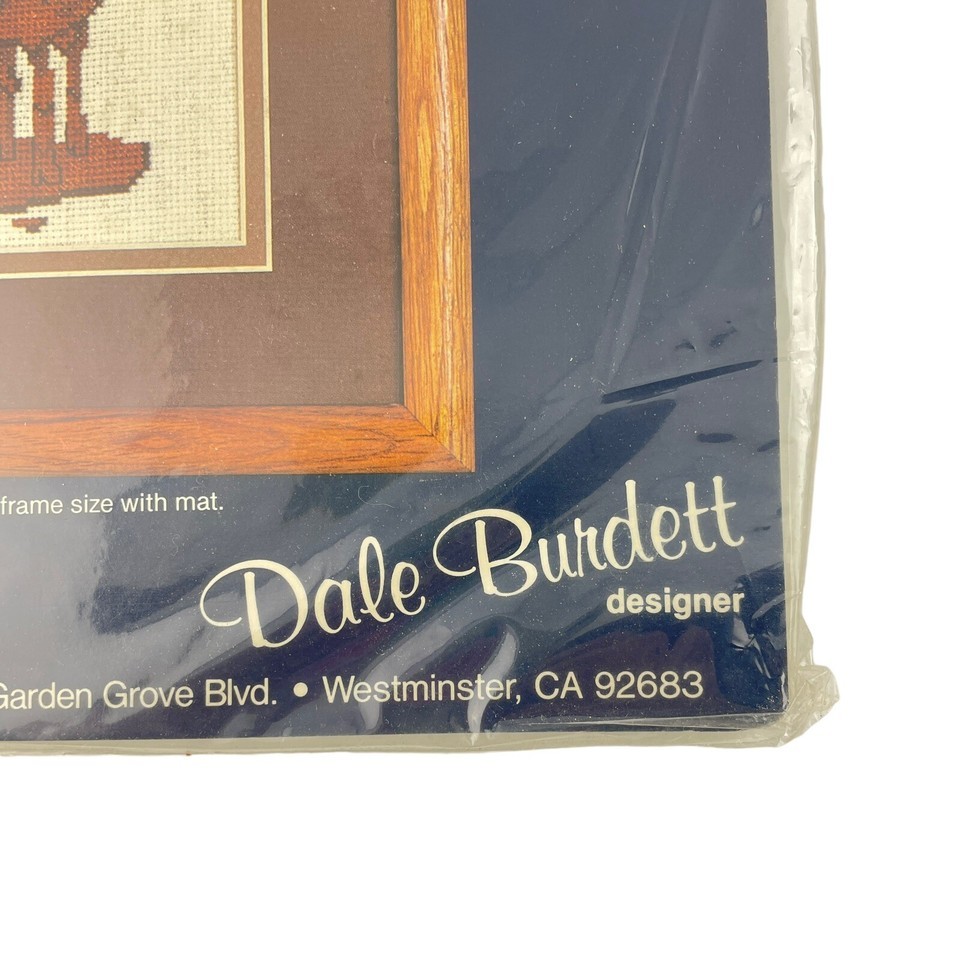 frame size with mat.
Dale Burdett
designer
Garden Grove Blvd. • Westminster, CA 92683